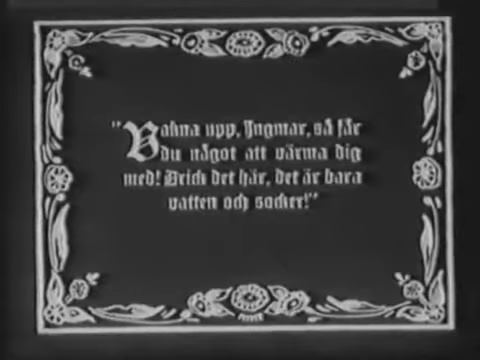 "Vakna upp, Ingmar, så får
du något att värma dig
med! Drick det här, det är bara
vatten och socker!"